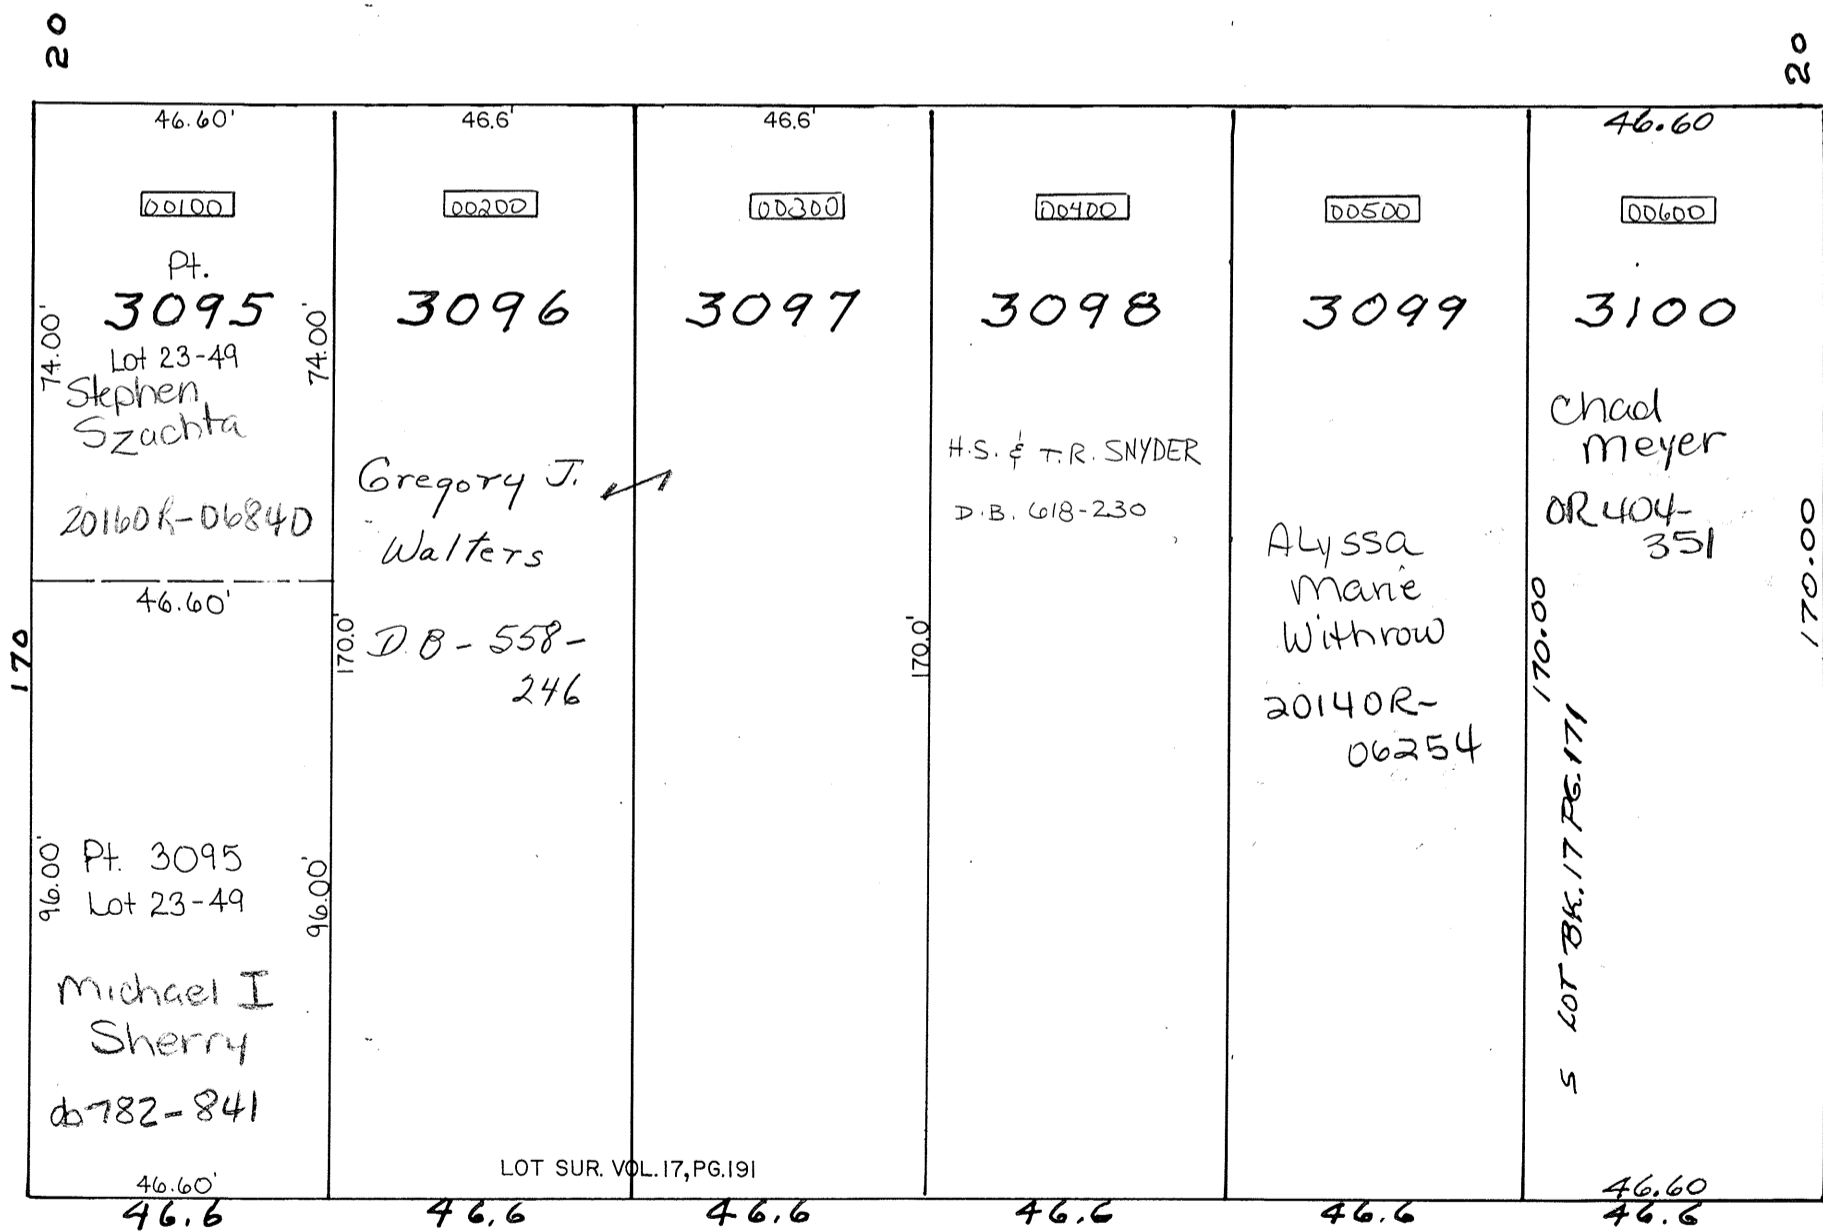 20
20
46.60'
46.6'
46.6'
46.60
00100
00200
00300
00400
00500
00600
Pt.
3095
Lot 23-49
Stephen
Szachta
20160R-06840
74.00'
74.00'
46.60'
170
Pt. 3095
Lot 23-49
96.00'
96.00'
Michael I
Sherry
db782-841
46.60'
46.6
3096
Gregory J.
Walters
D.B-558-
246
170.0'
46.6
3097
170.0'
LOT SUR. VOL.17,PG.191
46.6
3098
H.S. & T.R. SNYDER
D.B. 618-230
46.6
3099
ALyssa
Marie
Withrow
20140R-
06254
46.6
3100
Chad
Meyer
OR 404-
351
170.00
170.00
S LOT BK.17 PG.171
46.60
46.6